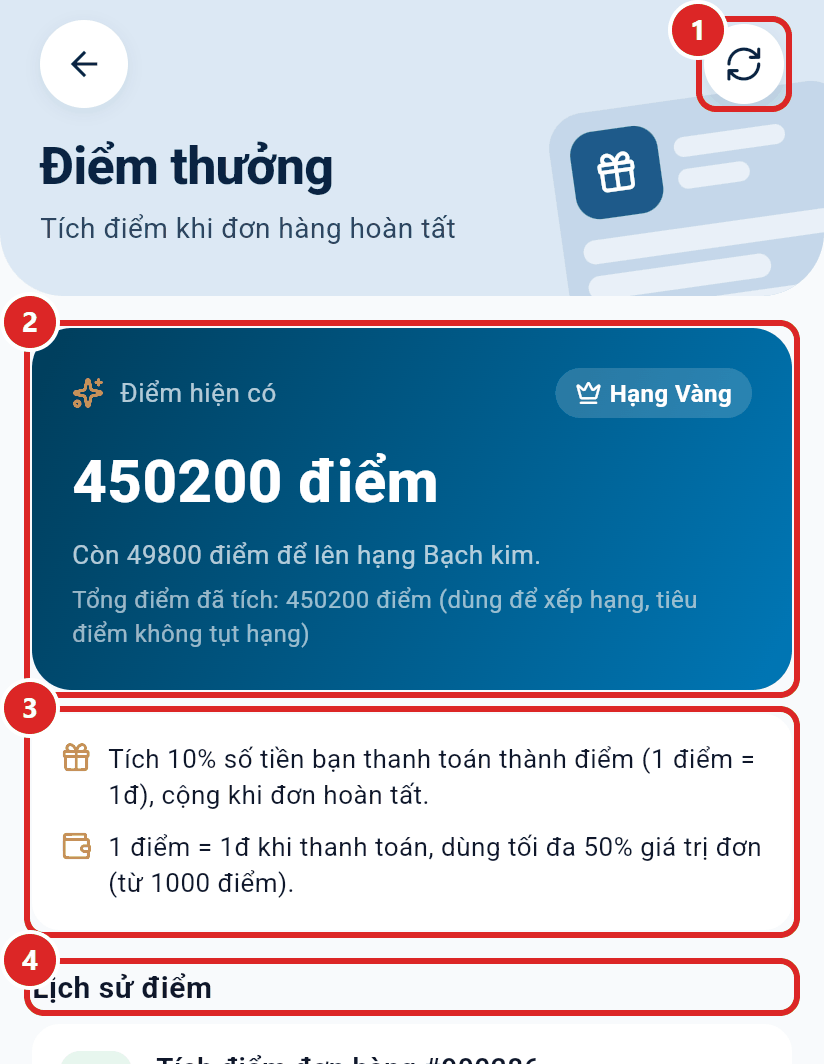 1
Điểm thưởng
Tích điểm khi đơn hàng hoàn tất
2
Điểm hiện có
Hạng Vàng
450200 điểm
Còn 49800 điểm để lên hạng Bạch kim.
Tổng điểm đã tích: 450200 điểm (dùng để xếp hạng, tiêu
điểm không tụt hạng)
3
Tích 10% số tiền bạn thanh toán thành điểm (1 điểm =
1đ), cộng khi đơn hoàn tất.
1 điểm = 1đ khi thanh toán, dùng tối đa 50% giá trị đơn
(từ 1000 điểm).
4
Lịch sử điểm
Tích điểm đơn hàng